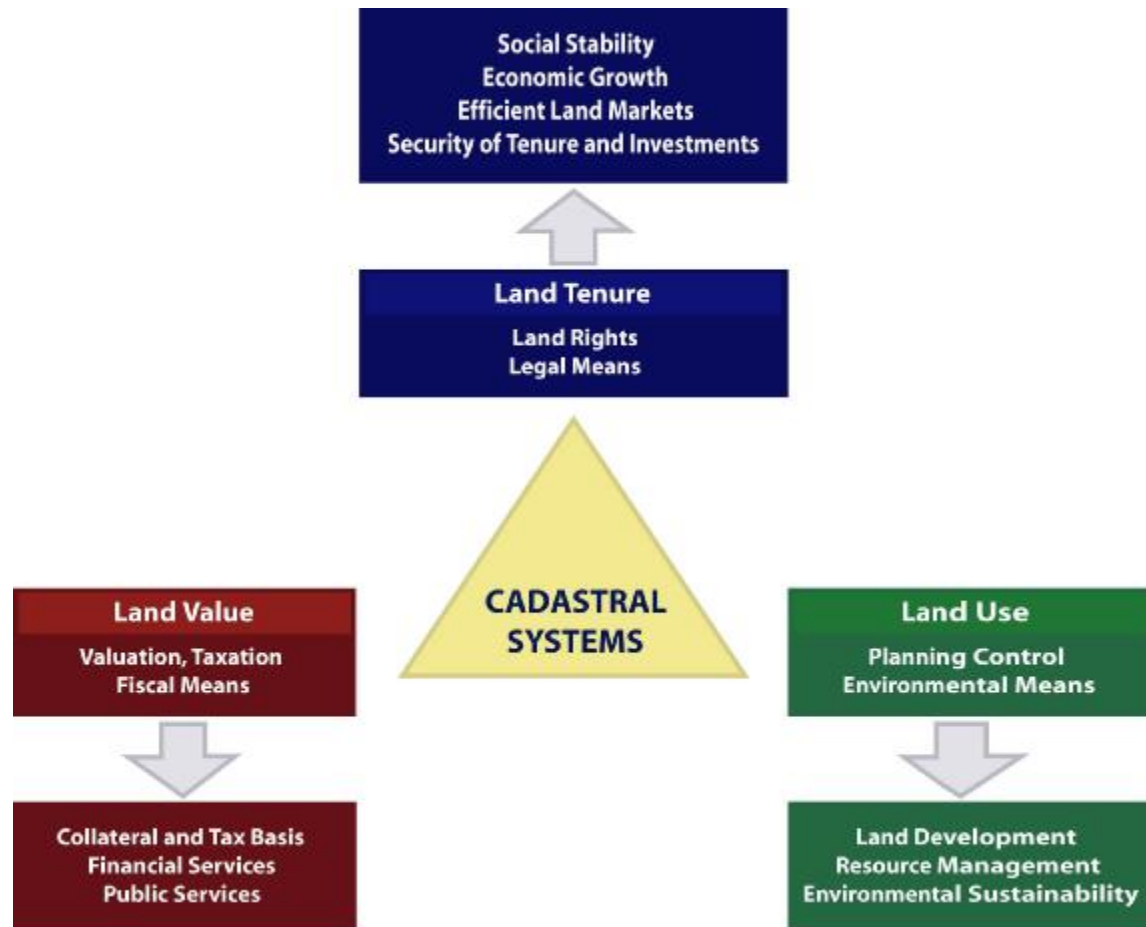 Social Stability
Economic Growth
Efficient Land Markets
Security of Tenure and Investments
Land Tenure
Land Rights
Legal Means
CADASTRAL
SYSTEMS
Land Value
Valuation, Taxation
Fiscal Means
Collateral and Tax Basis
Financial Services
Public Services
Land Use
Planning Control
Environmental Means
Land Development
Resource Management
Environmental Sustainability